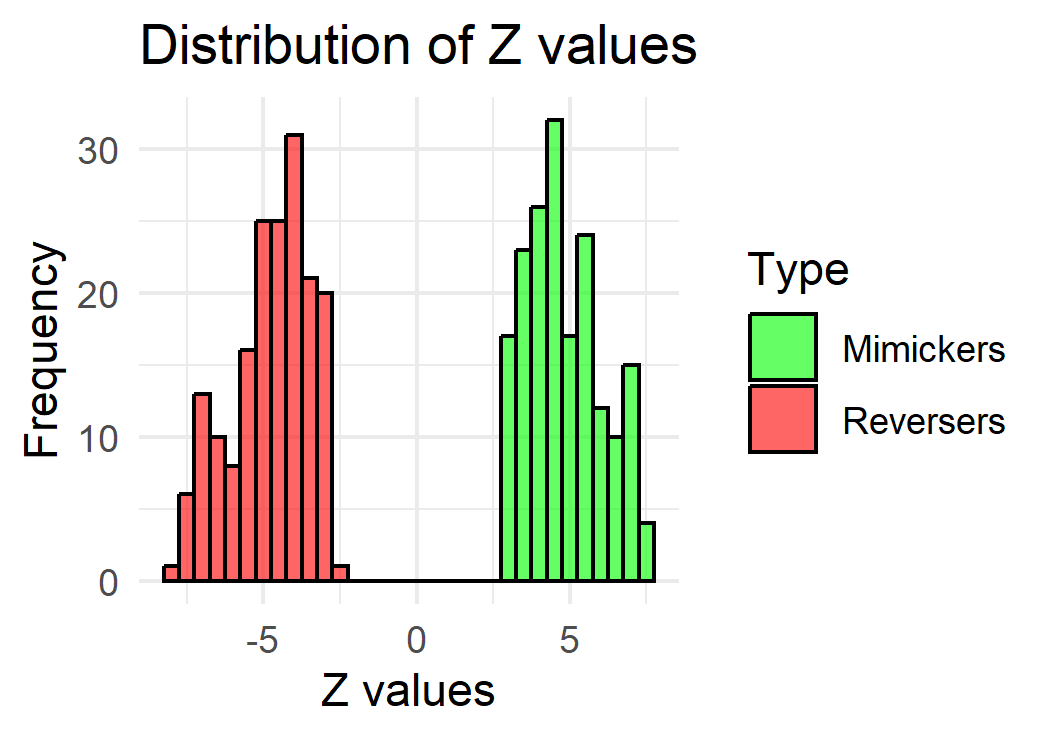 Distribution of Z values
Frequency
30
20
10
0
-5
0
5
Z values
Type
Mimickers
Reversers